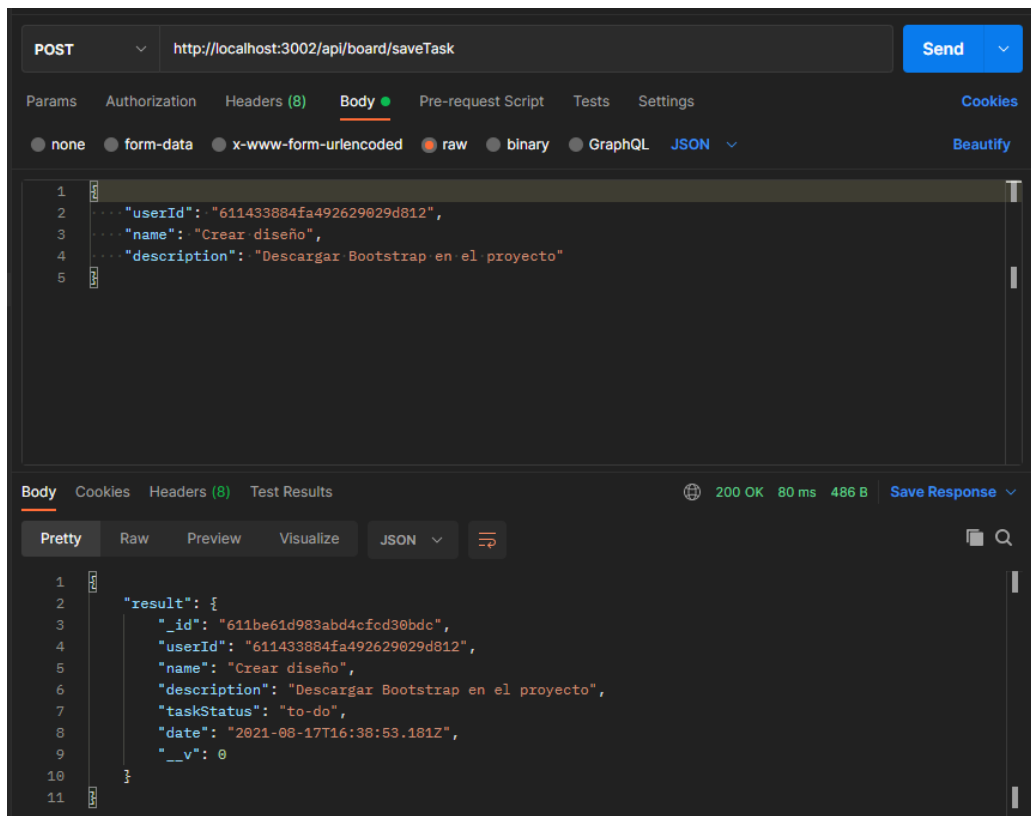 POST http://localhost:3002/api/board/saveTask Send
Params Authorization Headers (8) Body Pre-request Script Tests Settings Cookies
none form-data x-www-form-urlencoded raw binary GraphQL JSON Beautify
1 {
2 "userId": "611433884fa492629029d812",
3 "name": "Crear diseño",
4 "description": "Descargar Bootstrap en el proyecto"
5 }
Body Cookies Headers (8) Test Results 200 OK 80 ms 486 B Save Response
Pretty Raw Preview Visualize JSON
1 {
2 "result": {
3 "_id": "611be61d983abd4cfcd30bdc",
4 "userId": "611433884fa492629029d812",
5 "name": "Crear diseño",
6 "description": "Descargar Bootstrap en el proyecto",
7 "taskStatus": "to-do",
8 "date": "2021-08-17T16:38:53.181Z",
9 "__v": 0
10 }
11 }